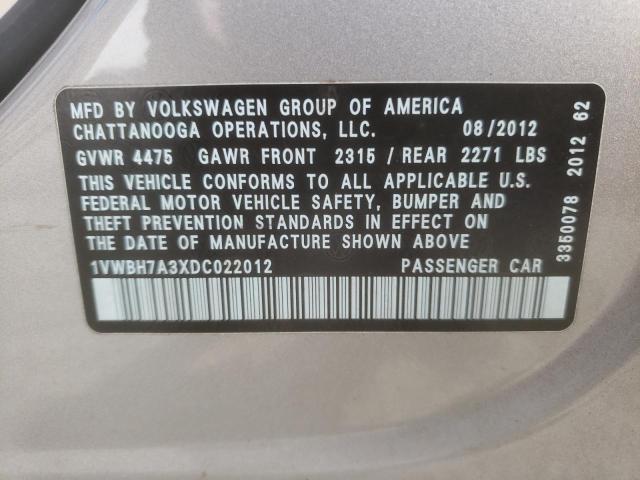 MFD BY VOLKSWAGEN GROUP OF AMERICA
CHATTANOOGA OPERATIONS, LLC. 08/2012
GVWR 4475 GAWR FRONT 2315 / REAR 2271 LBS
THIS VEHICLE CONFORMS TO ALL APPLICABLE U.S.
FEDERAL MOTOR VEHICLE SAFETY, BUMPER AND
THEFT PREVENTION STANDARDS IN EFFECT ON
THE DATE OF MANUFACTURE SHOWN ABOVE
1VWBH7A3XDC022012 PASSENGER CAR
3350078 2012 62